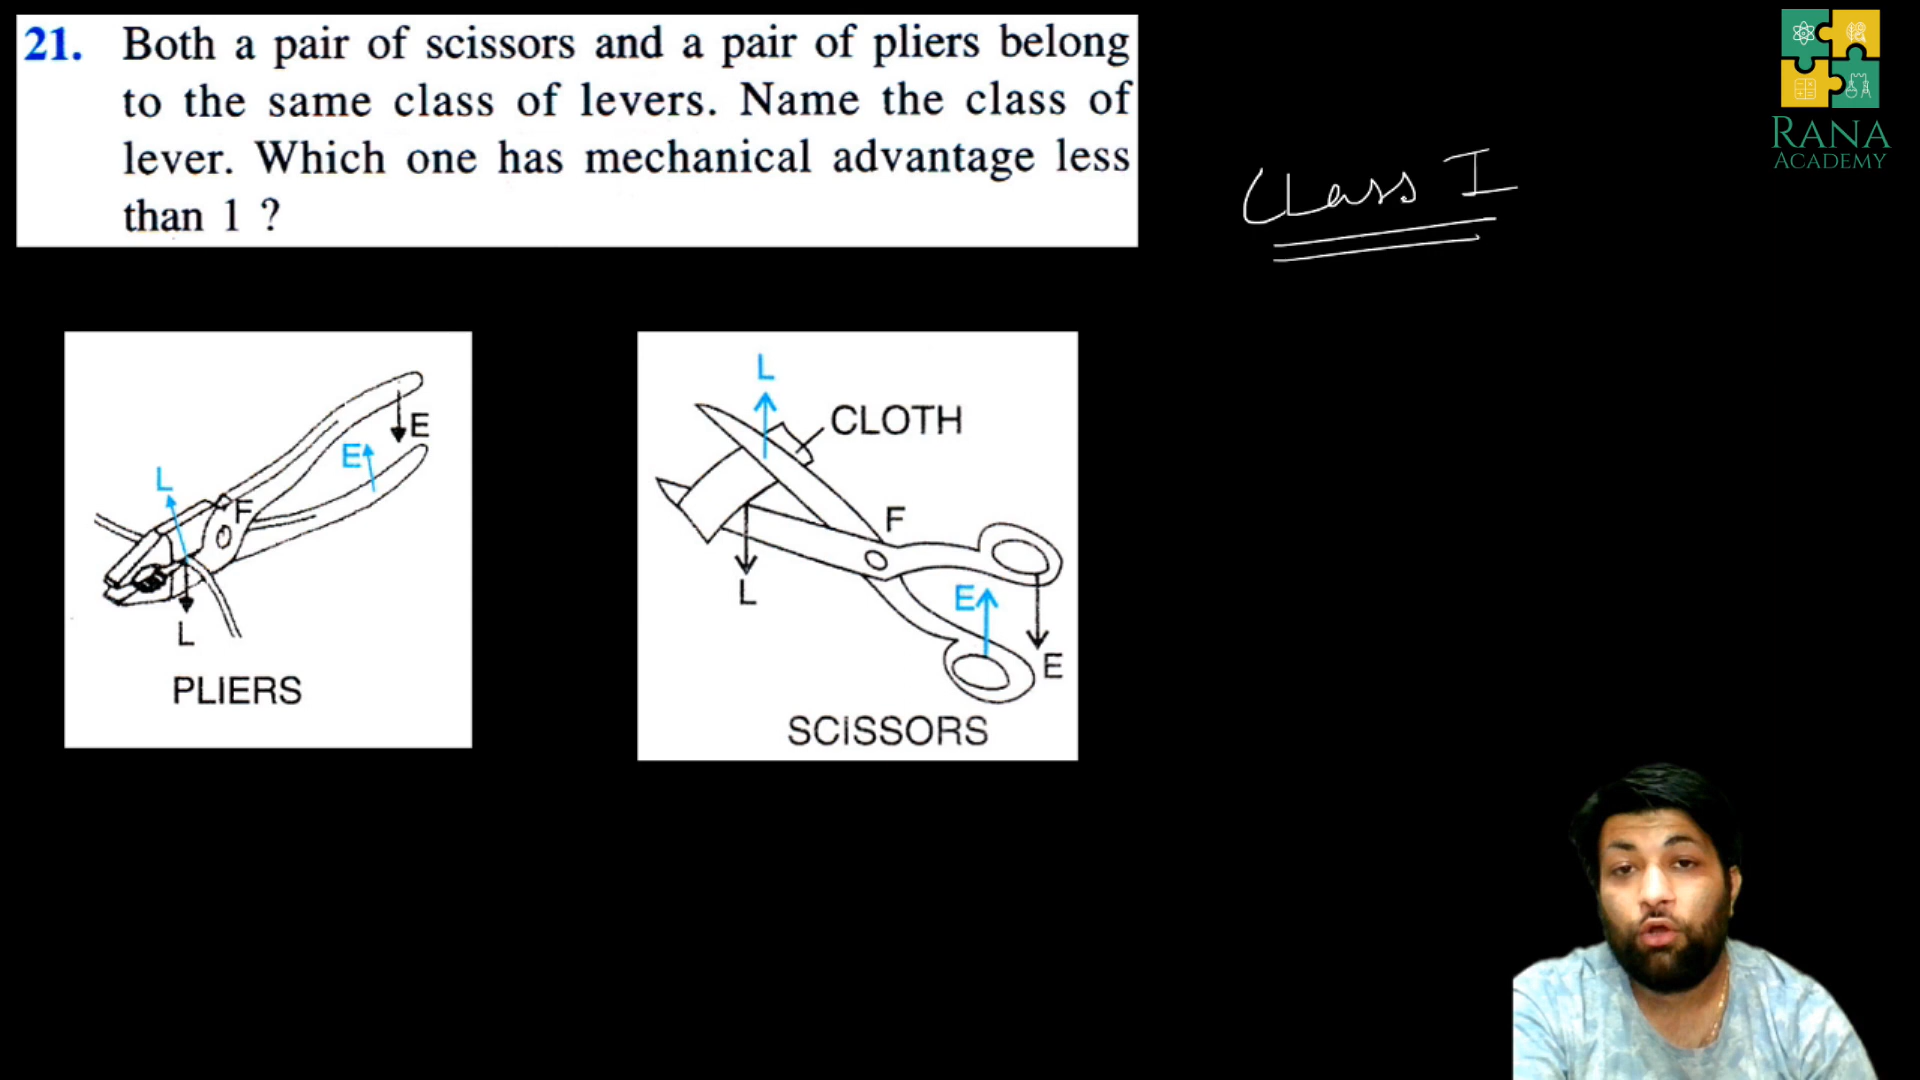 21. Both a pair of scissors and a pair of pliers belong
to the same class of levers. Name the class of
lever. Which one has mechanical advantage less
than 1 ?
Class I
RANA
ACADEMY
L
E
E
F
L
PLIERS
L
CLOTH
F
L
E
E
SCISSORS